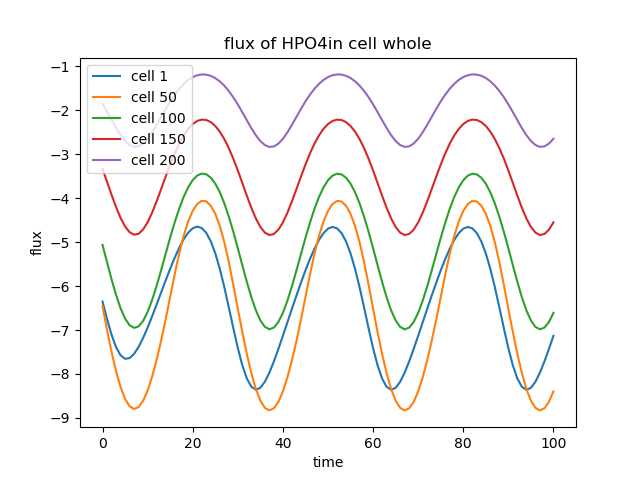 flux of HPO4in cell whole
cell 1
cell 50
cell 100
cell 150
cell 200
flux
−1
−2
−3
−4
−5
−6
−7
−8
−9
0
20
40
60
80
100
time